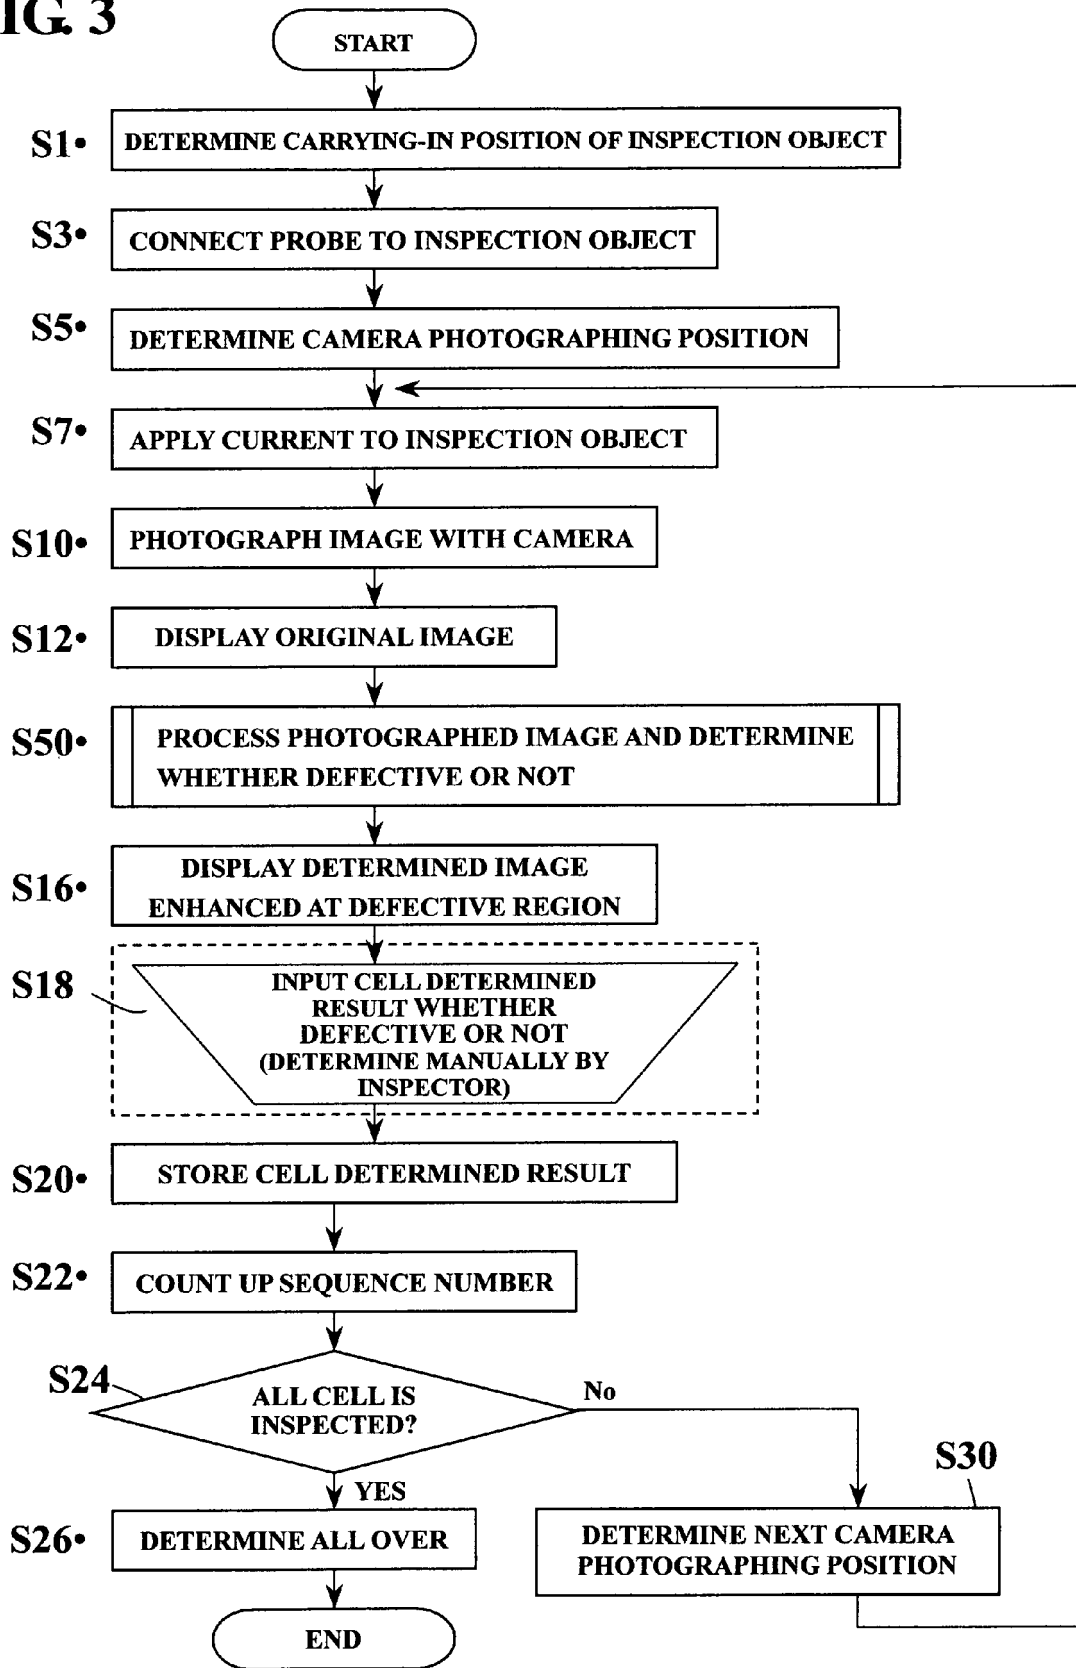 IG. 3
START
S1• DETERMINE CARRYING-IN POSITION OF INSPECTION OBJECT
S3• CONNECT PROBE TO INSPECTION OBJECT
S5• DETERMINE CAMERA PHOTOGRAPHING POSITION
S7• APPLY CURRENT TO INSPECTION OBJECT
S10• PHOTOGRAPH IMAGE WITH CAMERA
S12• DISPLAY ORIGINAL IMAGE
S50• PROCESS PHOTOGRAPHED IMAGE AND DETERMINE
WHETHER DEFECTIVE OR NOT
S16• DISPLAY DETERMINED IMAGE
ENHANCED AT DEFECTIVE REGION
S18 INPUT CELL DETERMINED
RESULT WHETHER
DEFECTIVE OR NOT
(DETERMINE MANUALLY BY
INSPECTOR)
S20• STORE CELL DETERMINED RESULT
S22• COUNT UP SEQUENCE NUMBER
S24 ALL CELL IS
INSPECTED?
No
YES
S30
S26• DETERMINE ALL OVER
DETERMINE NEXT CAMERA
PHOTOGRAPHING POSITION
END